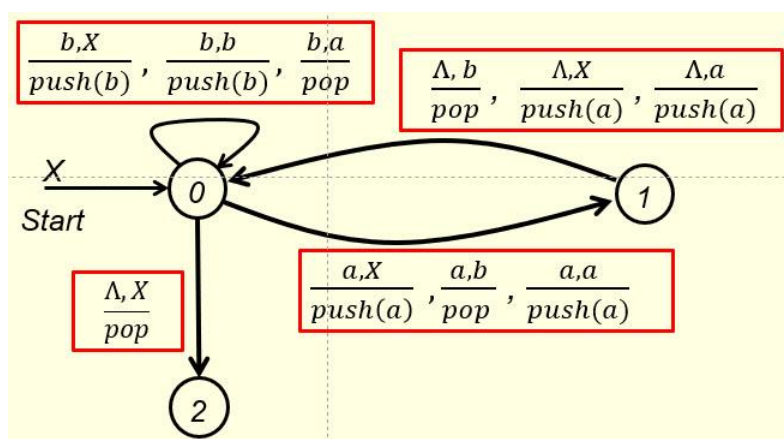 b,X/push(b) , b,b/push(b) , b,a/pop
Λ, b/pop , Λ,X/push(a) , Λ,a/push(a)
X
Start
0
1
Λ, X/pop
a,X/push(a) , a,b/pop , a,a/push(a)
2